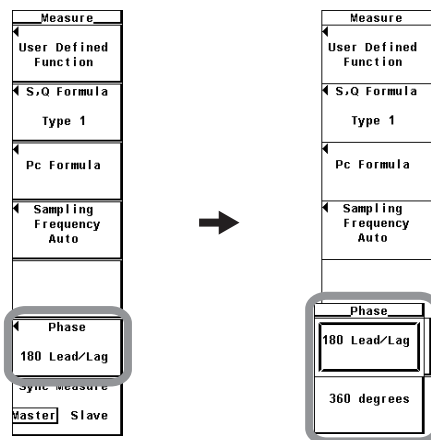 Measure
User Defined
Function
S,Q Formula
Type 1
Pc Formula
Sampling
Frequency
Auto
Phase
180 Lead/Lag
Sync Measure
Master Slave
Measure
User Defined
Function
S,Q Formula
Type 1
Pc Formula
Sampling
Frequency
Auto
Phase
180 Lead/Lag
360 degrees